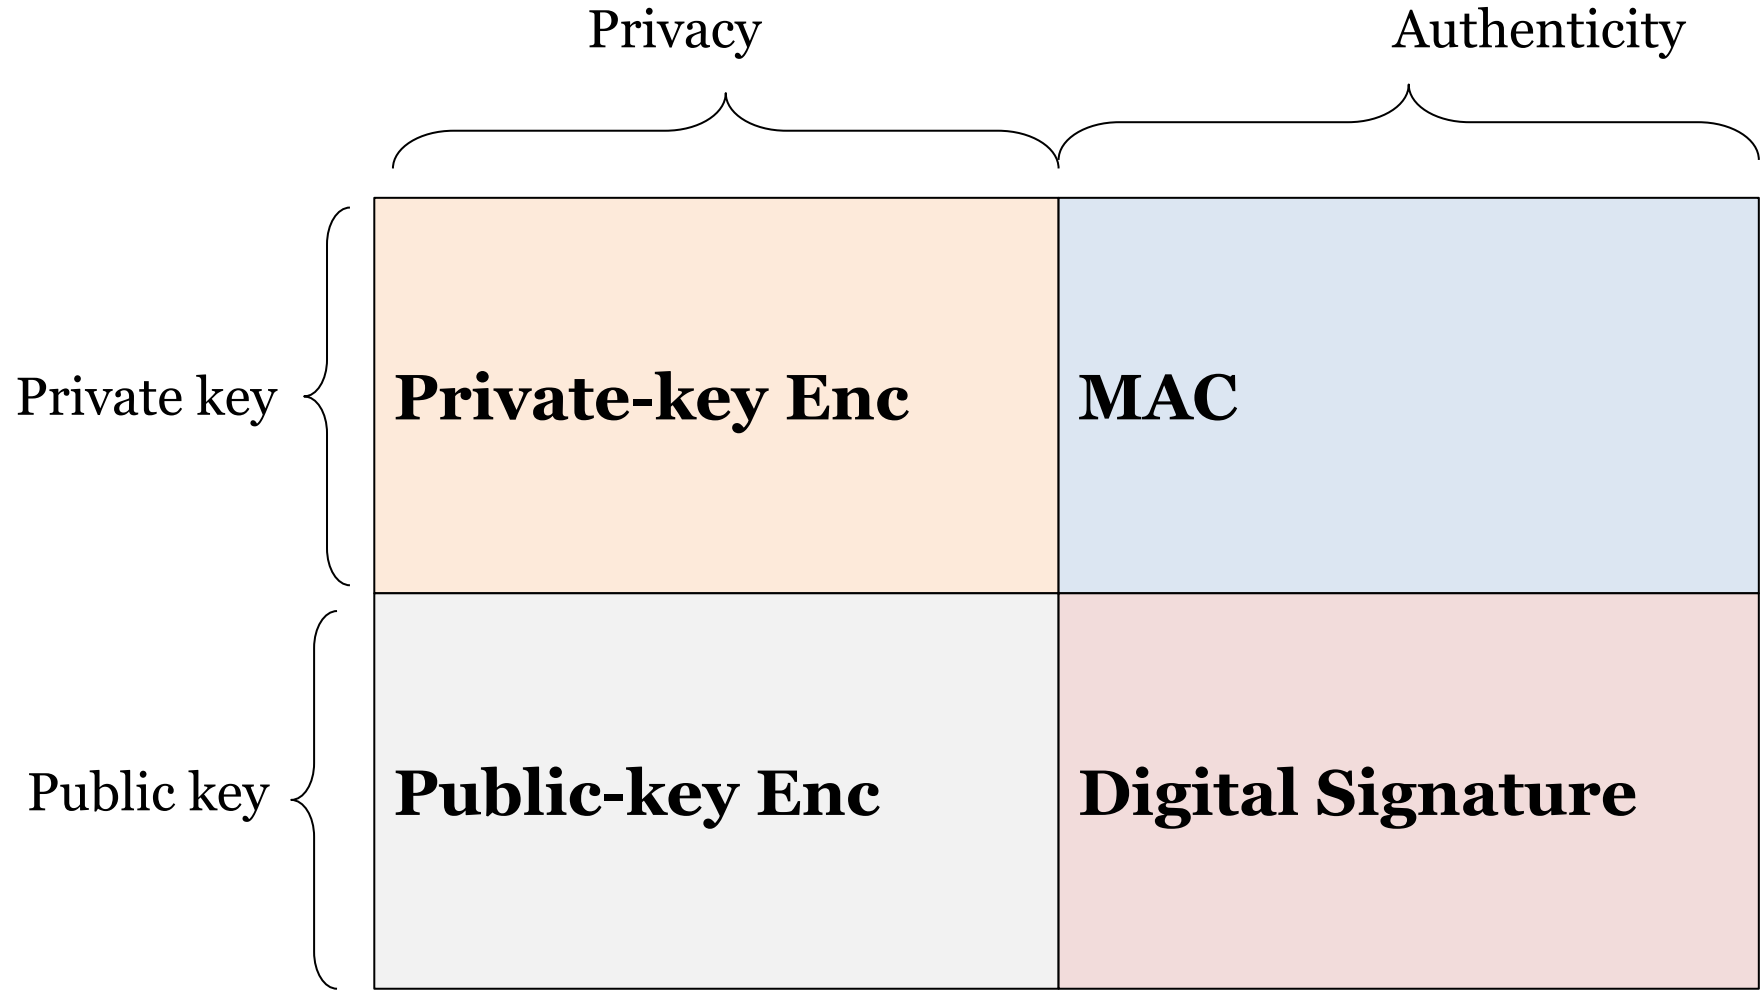 Privacy
Authenticity
Private key
Private-key Enc
MAC
Public key
Public-key Enc
Digital Signature